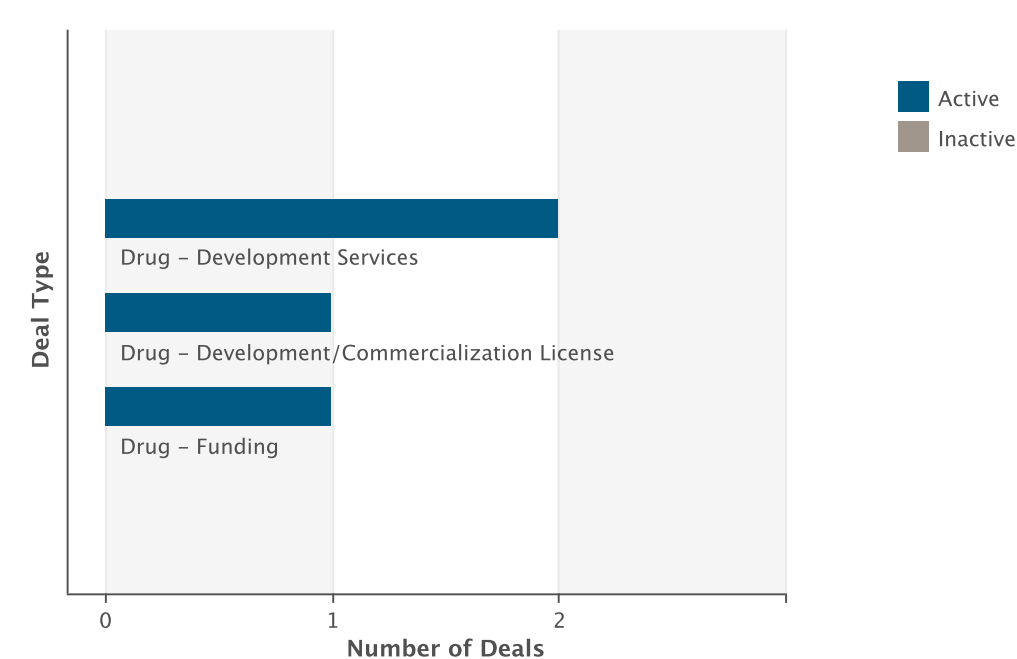 Active
Inactive
Drug – Development Services
Drug – Development/Commercialization License
Drug – Funding
Deal Type
0 1 2
Number of Deals